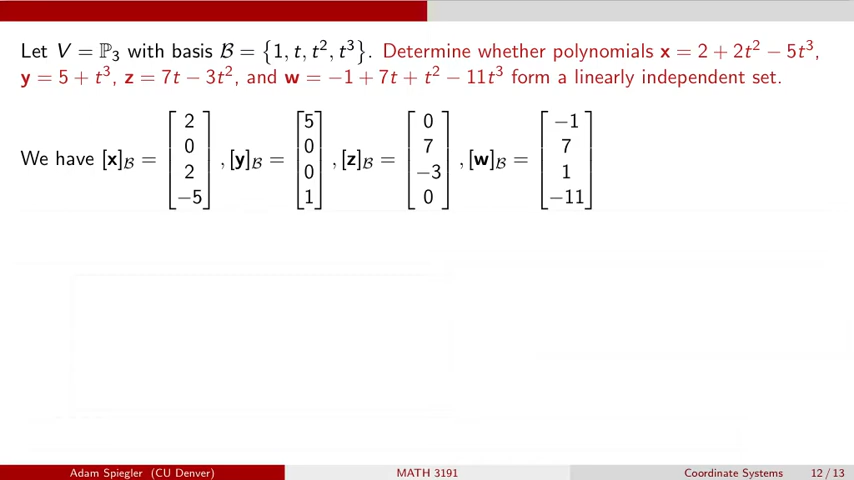 Let V = ℙ₃ with basis ℬ = {1, t, t², t³}. Determine whether polynomials x = 2 + 2t² − 5t³,
y = 5 + t³, z = 7t − 3t², and w = −1 + 7t + t² − 11t³ form a linearly independent set.
We have [x]ℬ = [2 0 2 −5], [y]ℬ = [5 0 0 1], [z]ℬ = [0 7 −3 0], [w]ℬ = [−1 7 1 −11]
Adam Spiegler (CU Denver) MATH 3191 Coordinate Systems 12 / 13